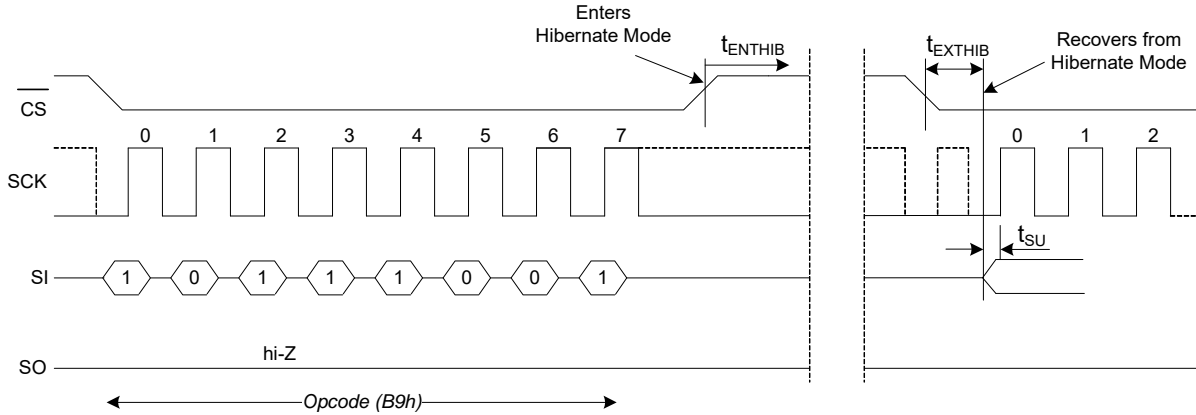 Enters
Hibernate Mode
tENTHIB
tEXTHIB
Recovers from
Hibernate Mode
CS
0 1 2 3 4 5 6 7 0 1 2
SCK
tSU
SI 1 0 1 1 1 0 0 1
hi-Z
SO
Opcode (B9h)